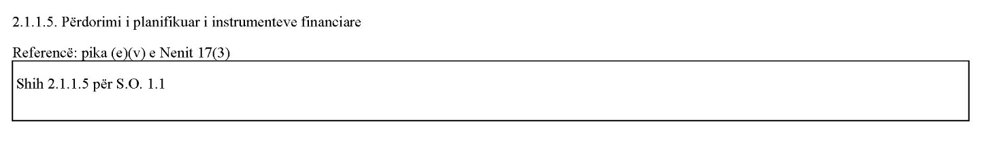 2.1.1.5. Përdorimi i planifikuar i instrumenteve financiare
Referencë: pika (e)(v) e Nenit 17(3)
Shih 2.1.1.5 për S.O. 1.1